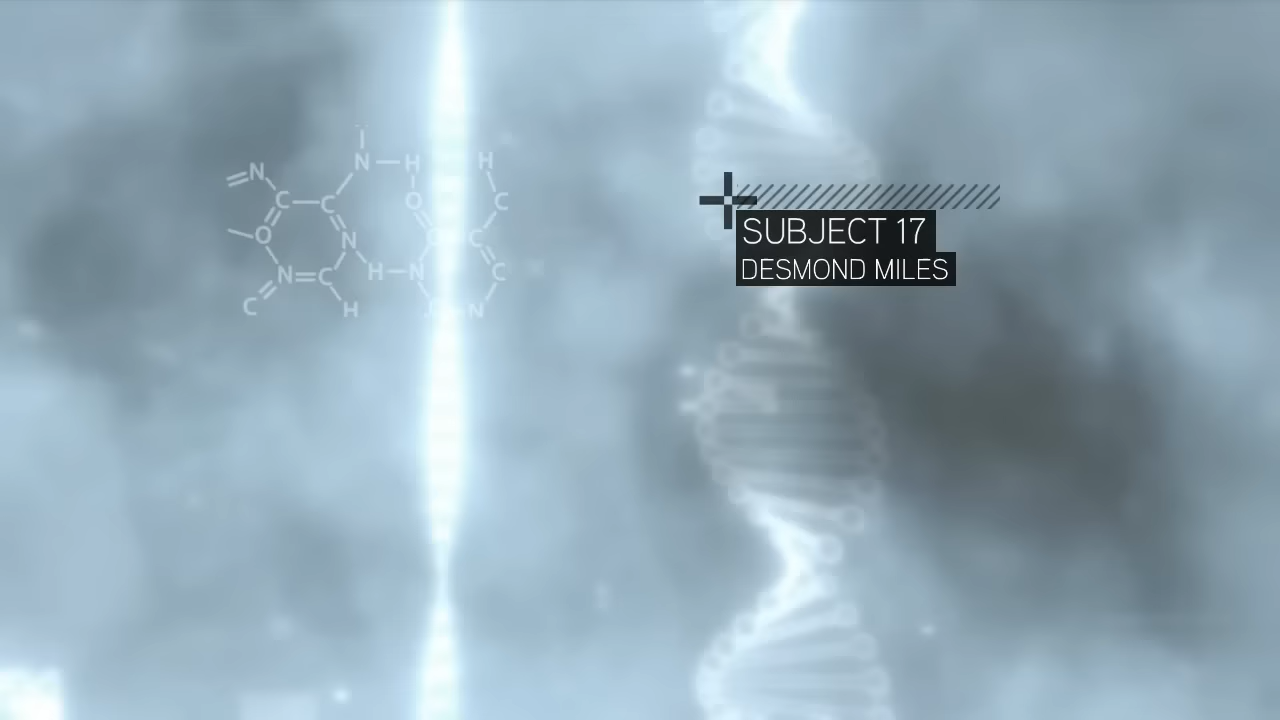 SUBJECT 17
DESMOND MILES
N N H H
C C O C
O N C C
N C H N C
C H C N